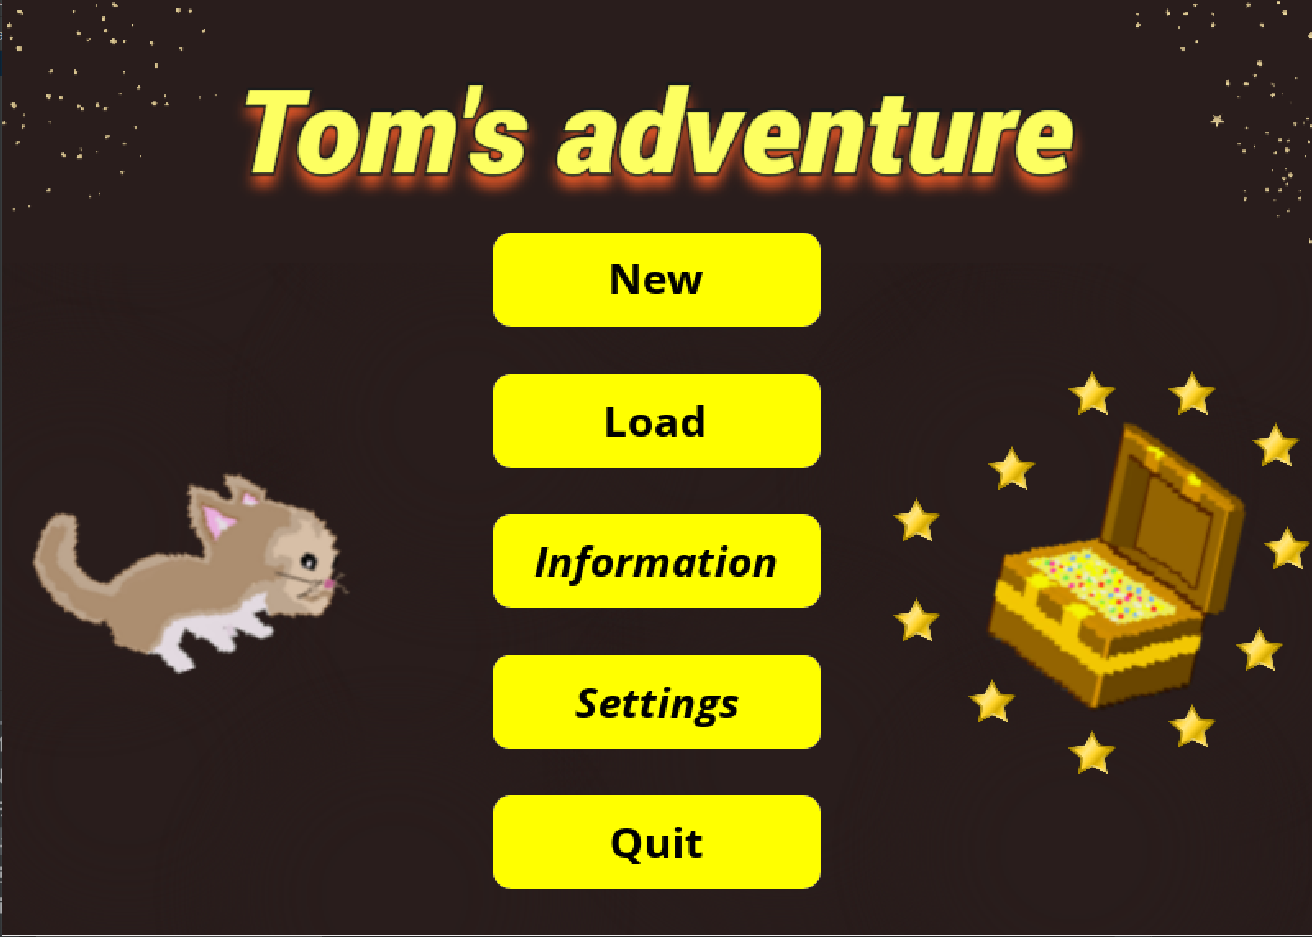 Tom's adventure
New
Load
Information
Settings
Quit